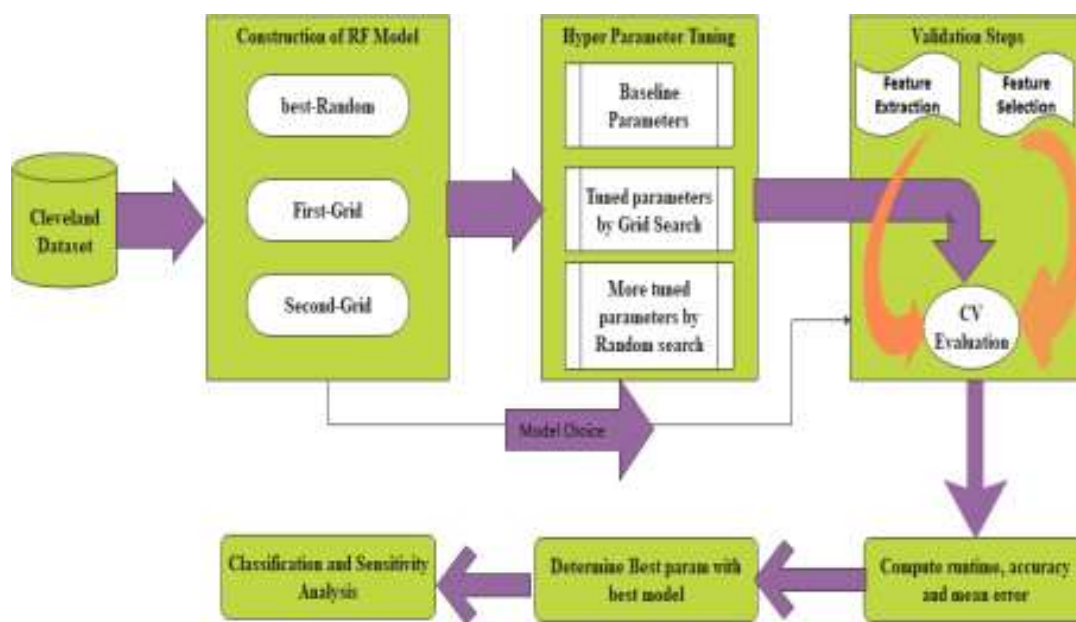 Cleveland
Dataset
Construction of RF Model
best-Random
First-Grid
Second-Grid
Hyper Parameter Tuning
Baseline
Parameters
Tuned parameters
by Grid Search
More tuned
parameters by
Random search
Validation Steps
Feature
Extraction
Feature
Selection
CV
Evaluation
Model Choice
Compute runtime, accuracy
and mean error
Determine Best param with
best model
Classification and Sensitivity
Analysis